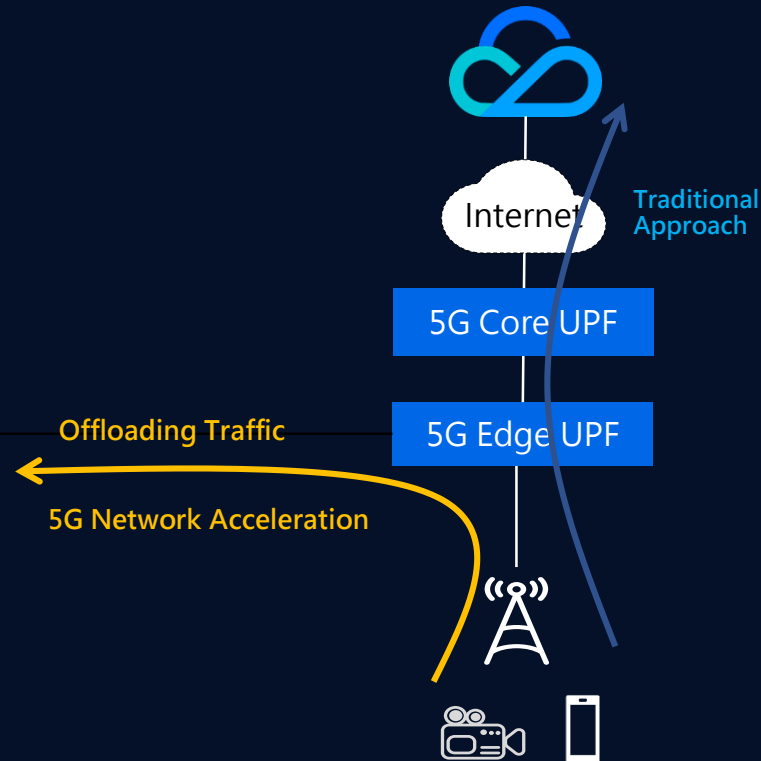 Internet
Traditional
Approach
5G Core UPF
Offloading Traffic
5G Edge UPF
5G Network Acceleration